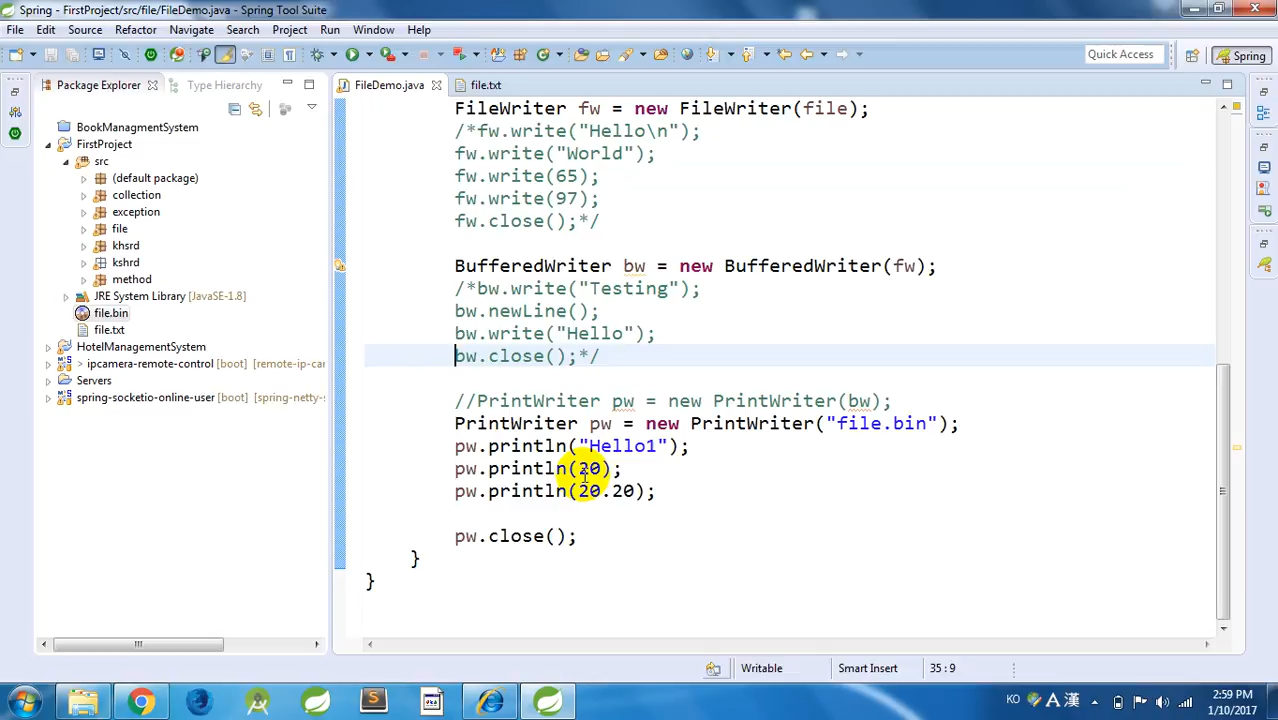 Spring - FirstProject/src/file/FileDemo.java - Spring Tool Suite
File Edit Source Refactor Navigate Search Project Run Window Help
Quick Access
Spring
Package Explorer
Type Hierarchy
FileDemo.java
file.txt
BookManagmentSystem
FirstProject
src
(default package)
collection
exception
file
khsrd
kshrd
method
JRE System Library [JavaSE-1.8]
file.bin
file.txt
HotelManagementSystem
ipcamera-remote-control [boot] [remote-ip-cam
Servers
spring-socketio-online-user [boot] [spring-netty-s
FileWriter fw = new FileWriter(file);
/*fw.write("Hello\n");
fw.write("World");
fw.write(65);
fw.write(97);
fw.close();*/
BufferedWriter bw = new BufferedWriter(fw);
/*bw.write("Testing");
bw.newLine();
bw.write("Hello");
bw.close();*/
//PrintWriter pw = new PrintWriter(bw);
PrintWriter pw = new PrintWriter("file.bin");
pw.println("Hello1");
pw.println(20);
pw.println(20.20);
pw.close();
}
}
Writable
Smart Insert
35 : 9
KO
A 漢
2:59 PM
1/10/2017